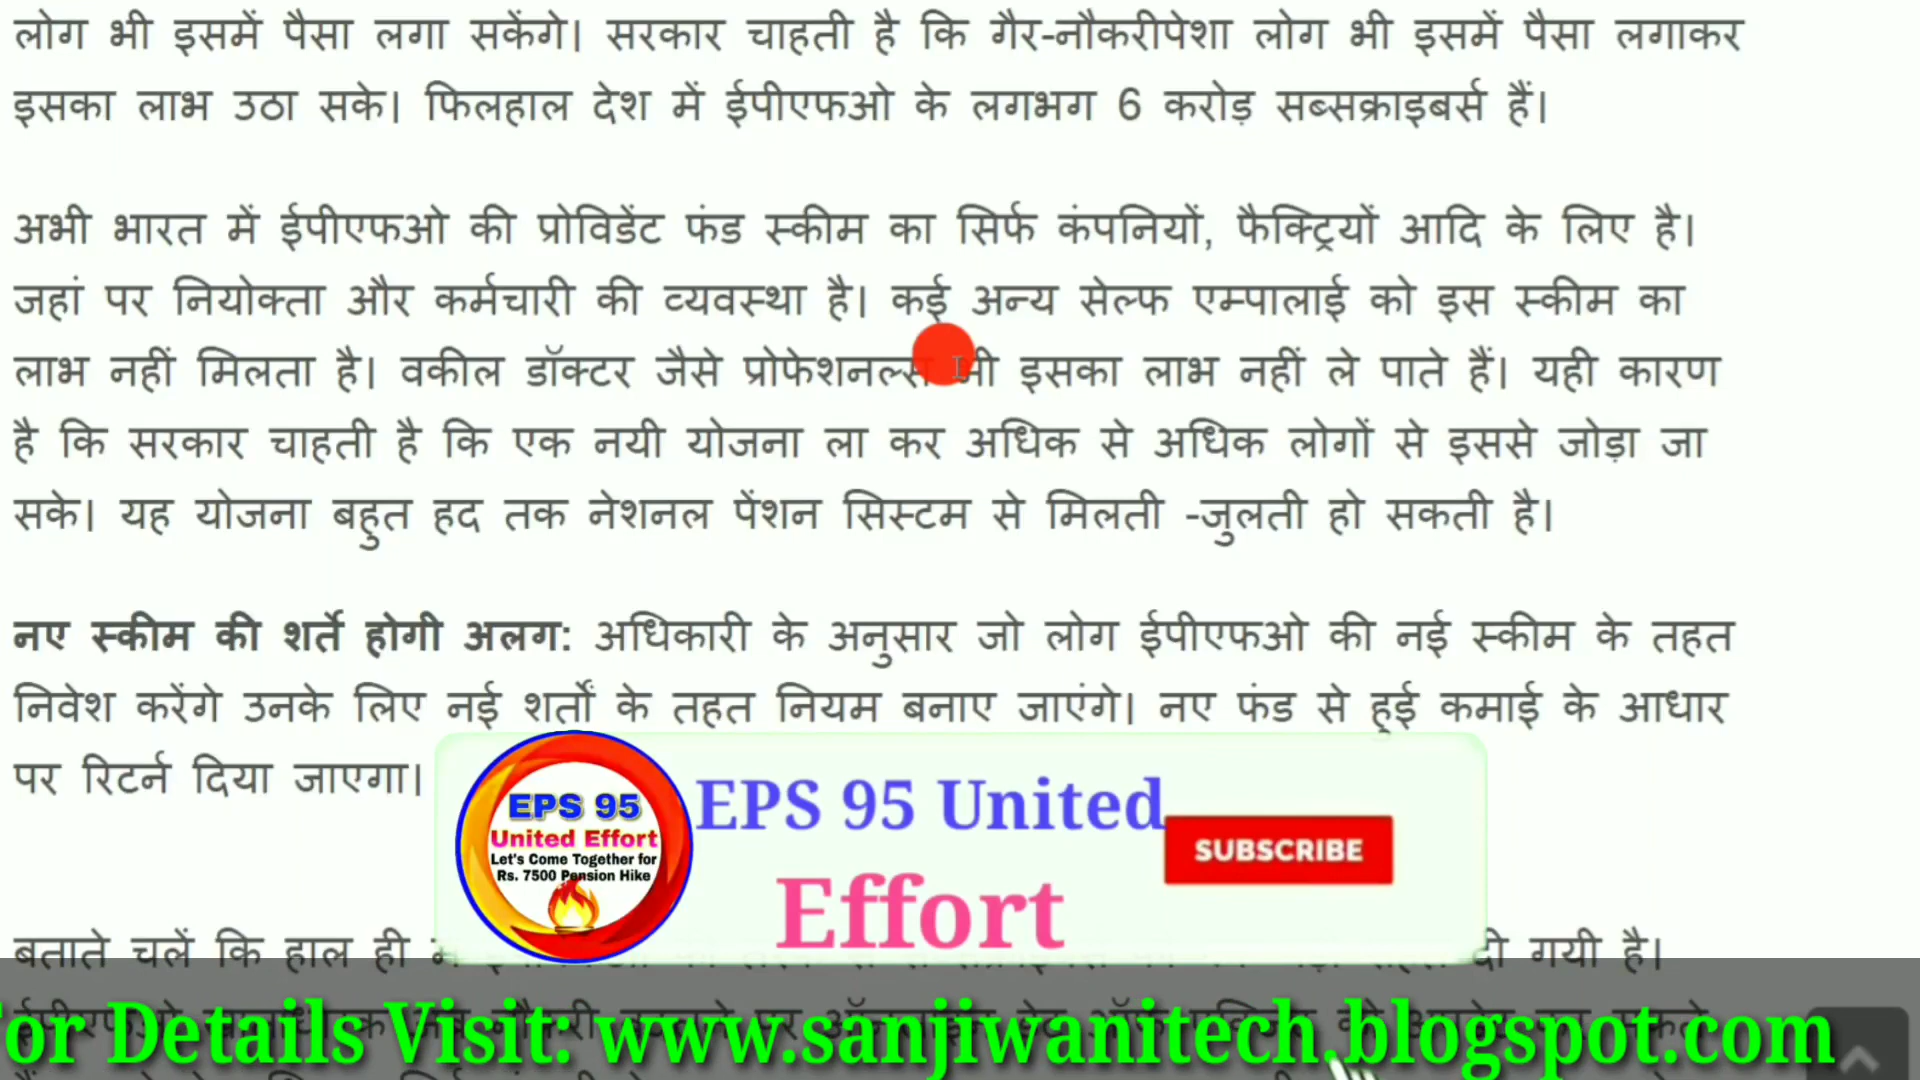 लोग भी इसमें पैसा लगा सकेंगे। सरकार चाहती है कि गैर-नौकरीपेशा लोग भी इसमें पैसा लगाकर
इसका लाभ उठा सके। फिलहाल देश में ईपीएफओ के लगभग 6 करोड़ सब्सक्राइबर्स हैं।
अभी भारत में ईपीएफओ की प्रोविडेंट फंड स्कीम का सिर्फ कंपनियों, फैक्ट्रियों आदि के लिए है।
जहां पर नियोक्ता और कर्मचारी की व्यवस्था है। कई अन्य सेल्फ एम्पालाई को इस स्कीम का
लाभ नहीं मिलता है। वकील डॉक्टर जैसे प्रोफेशनल्स भी इसका लाभ नहीं ले पाते हैं। यही कारण
है कि सरकार चाहती है कि एक नयी योजना ला कर अधिक से अधिक लोगों से इससे जोड़ा जा
सके। यह योजना बहुत हद तक नेशनल पेंशन सिस्टम से मिलती -जुलती हो सकती है।
नए स्कीम की शर्ते होगी अलग: अधिकारी के अनुसार जो लोग ईपीएफओ की नई स्कीम के तहत
निवेश करेंगे उनके लिए नई शर्तों के तहत नियम बनाए जाएंगे। नए फंड से हुई कमाई के आधार
पर रिटर्न दिया जाएगा।
EPS 95
United Effort
Let's Come Together for
Rs. 7500 Pension Hike
EPS 95 United
Effort
SUBSCRIBE
बताते चलें कि हाल ही गयी है।
For Details Visit: www.sanjiwanitech.blogspot.com